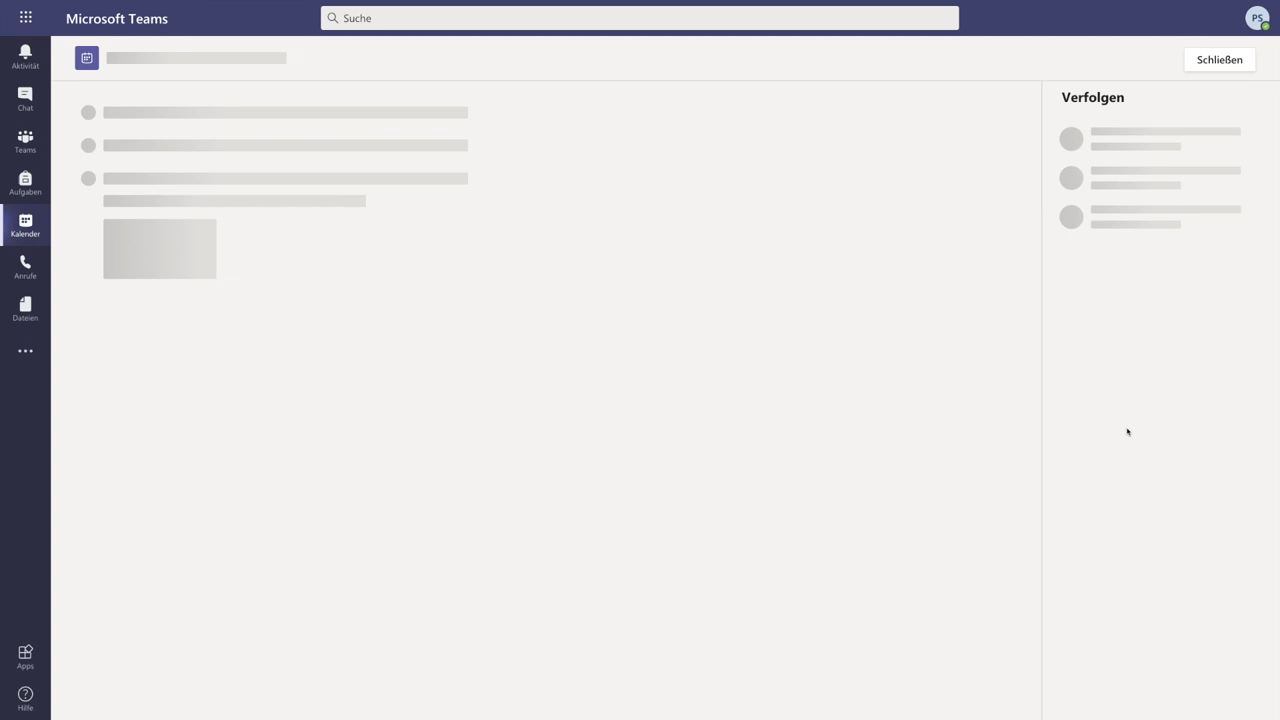 Microsoft Teams
Suche
PS
Aktivität
Chat
Teams
Aufgaben
Kalender
Anrufe
Dateien
Apps
Hilfe
Schließen
Verfolgen